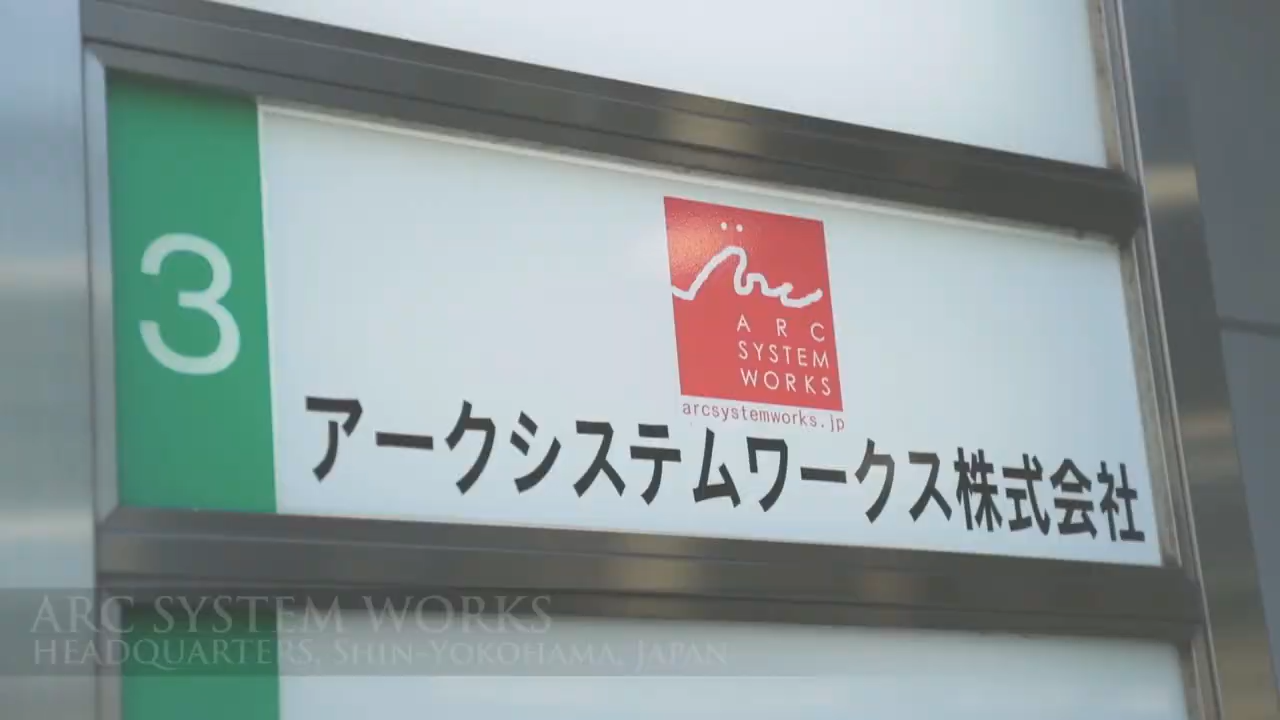 3
Arc
ARC
SYSTEM
WORKS
arcsystemworks.jp
アークシステムワークス株式会社
ARC SYSTEM WORKS
HEADQUARTERS, SHIN-YOKOHAMA, JAPAN